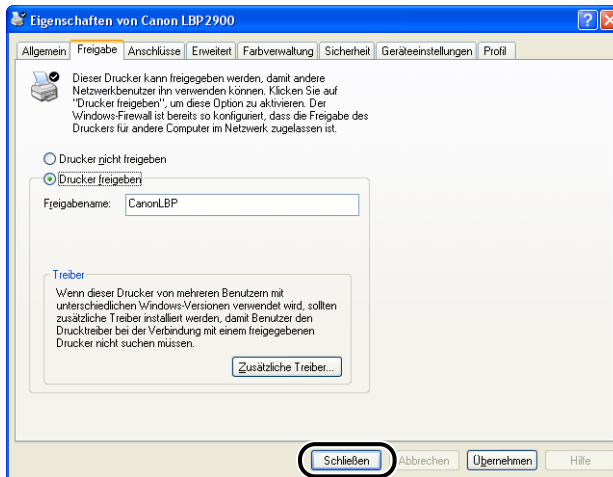 Eigenschaften von Canon LBP2900
Allgemein Freigabe Anschlüsse Erweitert Farbverwaltung Sicherheit Geräteeinstellungen Profil
Dieser Drucker kann freigegeben werden, damit andere
Netzwerkbenutzer ihn verwenden können. Klicken Sie auf
"Drucker freigeben", um diese Option zu aktivieren. Der
Windows-Firewall ist bereits so konfiguriert, dass die Freigabe des
Druckers für andere Computer im Netzwerk zugelassen ist.
Drucker nicht freigeben
Drucker freigeben
Freigabename: CanonLBP
Treiber
Wenn dieser Drucker von mehreren Benutzern mit
unterschiedlichen Windows-Versionen verwendet wird, sollten
zusätzliche Treiber installiert werden, damit Benutzer den
Drucktreiber bei der Verbindung mit einem freigegebenen
Drucker nicht suchen müssen.
Zusätzliche Treiber...
Schließen Abbrechen Übernehmen Hilfe